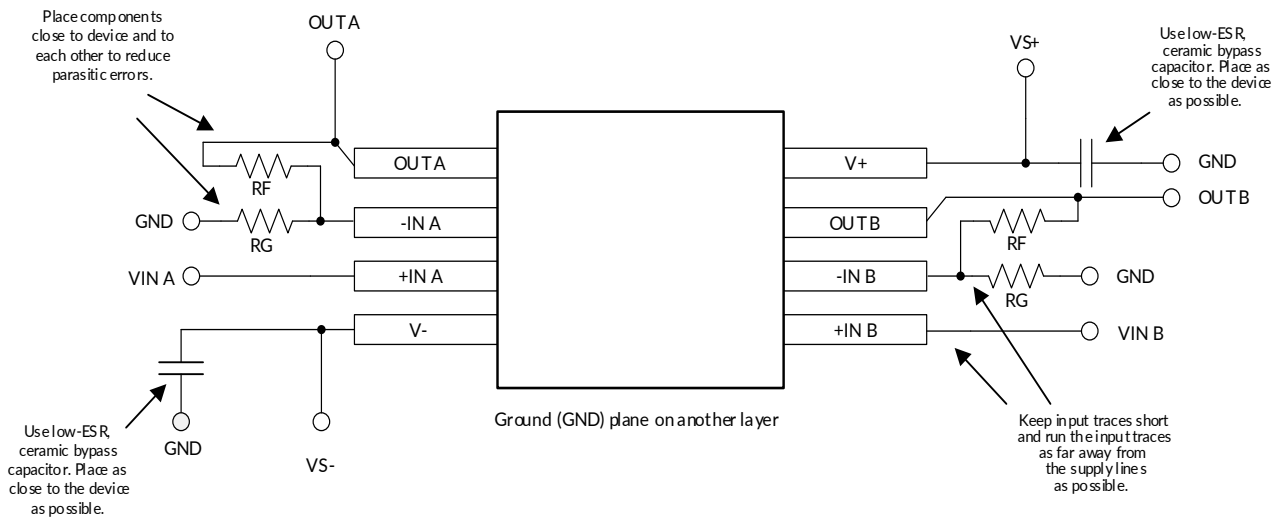 Place components
close to device and to
each other to reduce
parasitic errors.
OUT A
VS+
Use low-ESR,
ceramic bypass
capacitor. Place as
close to the device
as possible.
OUT A
V+
GND
RF
OUT B
GND
RG
-IN A
OUT B
RF
VIN A
+IN A
-IN B
RG
GND
V-
+IN B
VIN B
Ground (GND) plane on another layer
Use low-ESR,
ceramic bypass
capacitor. Place as
close to the device
as possible.
GND
VS-
Keep input traces short
and run the input traces
as far away from
the supply lines
as possible.